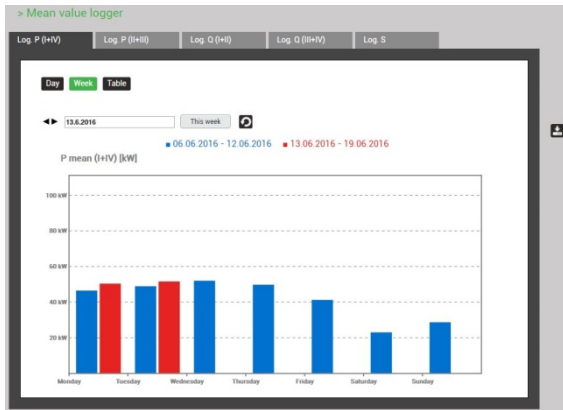 > Mean value logger
Log. P (I+IV) Log. P (II+III) Log. Q (I+II) Log. Q (III+IV) Log. S
Day Week Table
13.6.2016 This week
06.06.2016 - 12.06.2016 13.06.2016 - 19.06.2016
P mean (I+IV) [kW]
100 kW
80 kW
60 kW
40 kW
20 kW
Monday Tuesday Wednesday Thursday Friday Saturday Sunday